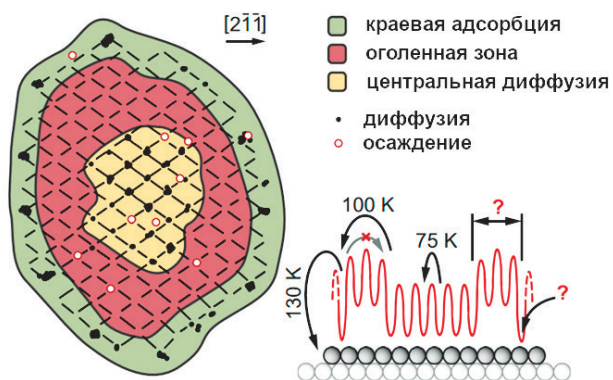 [2̄1̄1]
краевая адсорбция
оголенная зона
центральная диффузия
диффузия
осаждение
?
100 K
75 K
130 K
?